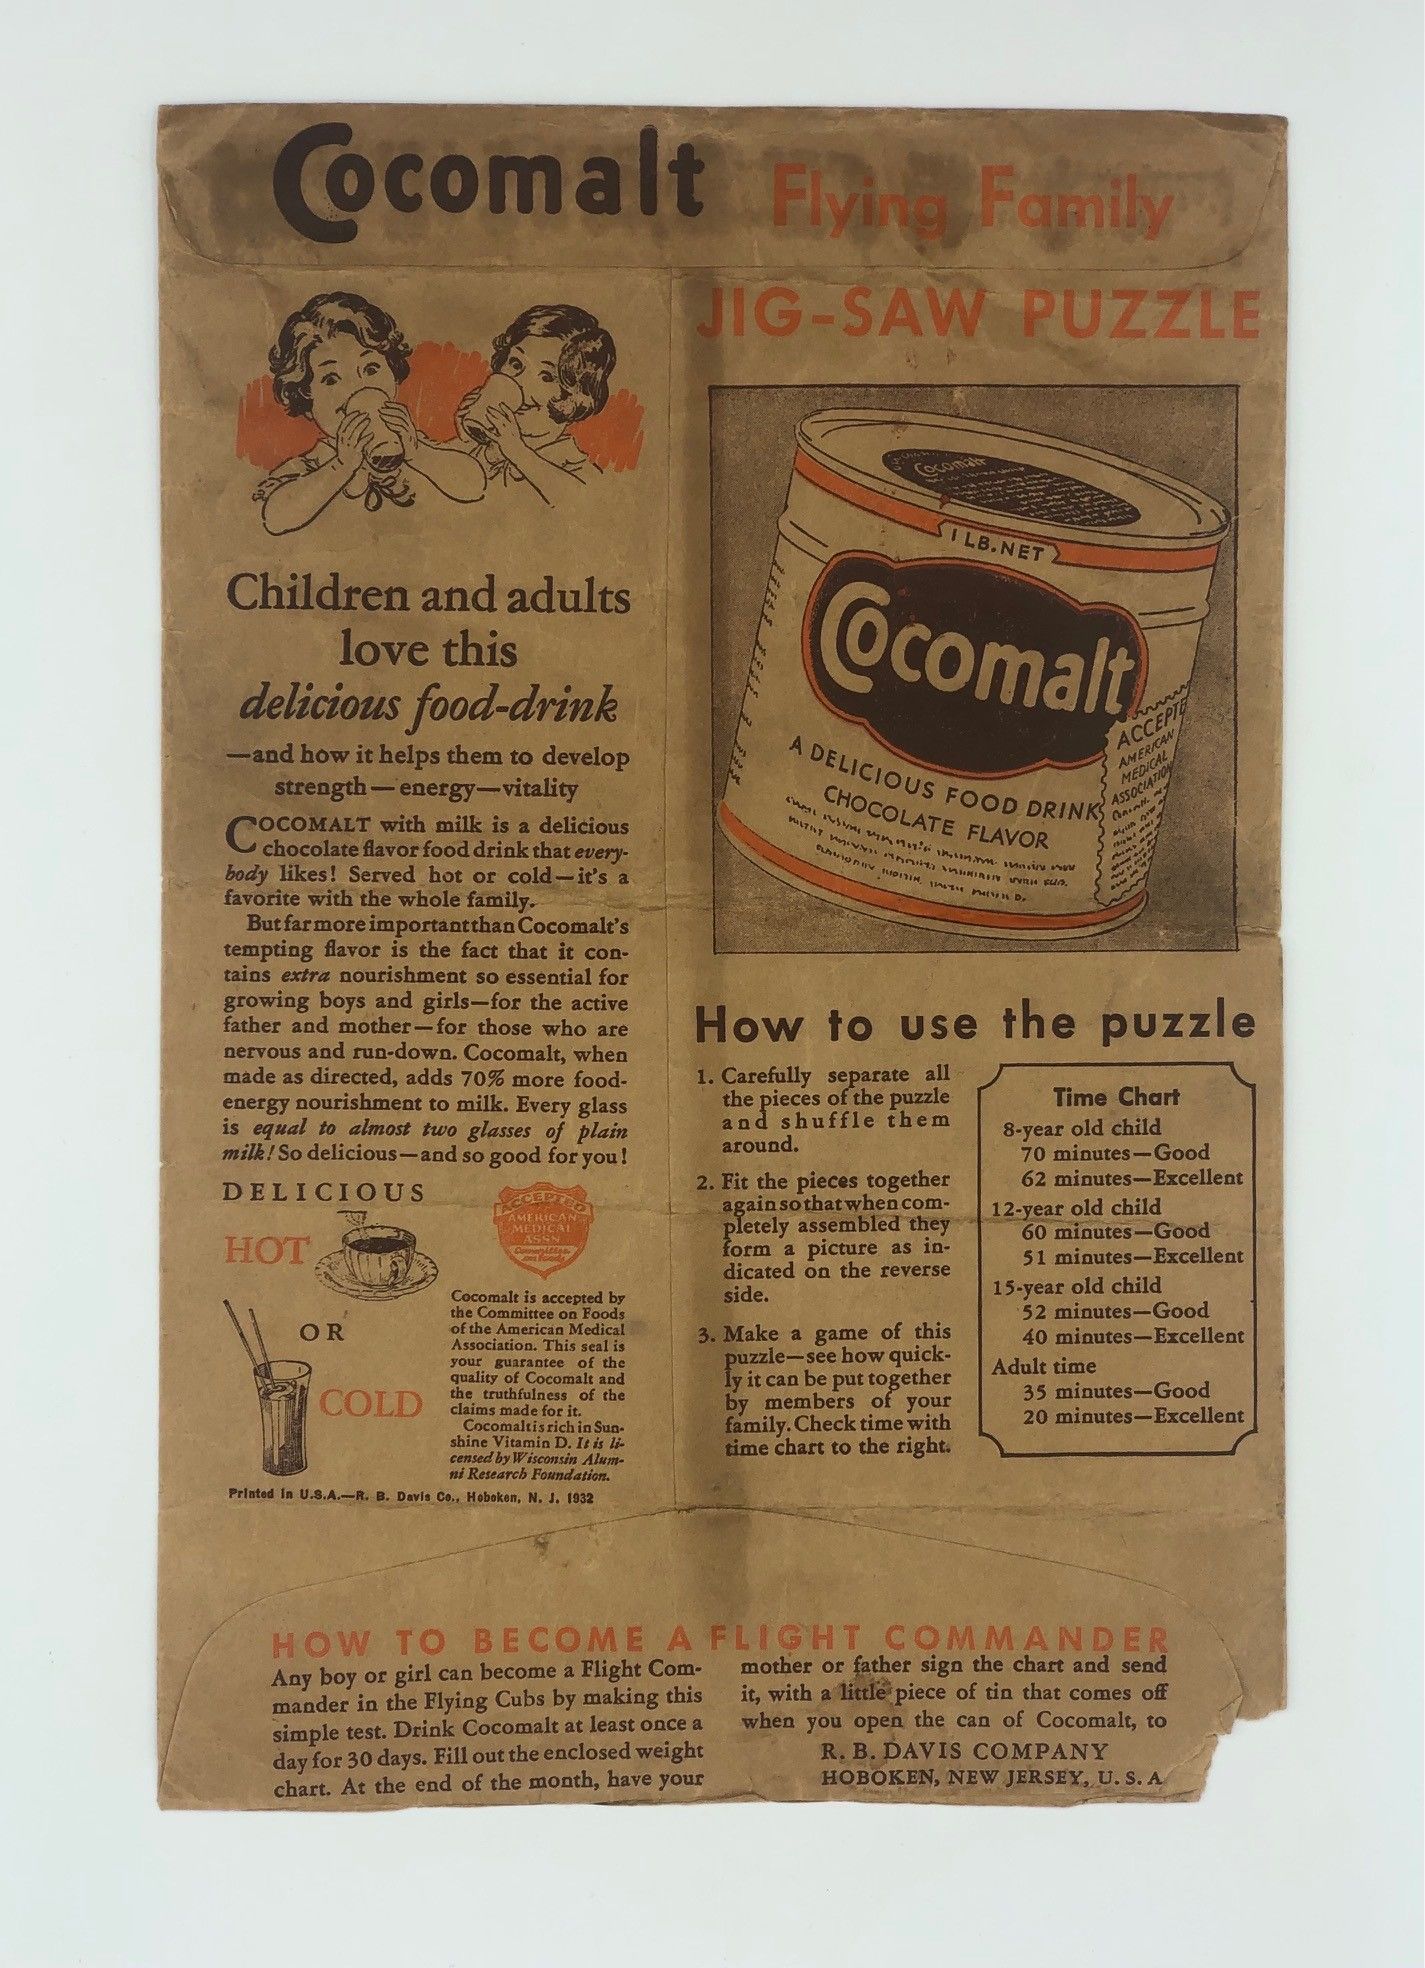 Cocomalt Flying Family
JIG-SAW PUZZLE
Children and adults
love this
delicious food-drink
—and how it helps them to develop
strength—energy—vitality
COCOMALT with milk is a delicious
chocolate flavor food drink that every-
body likes! Served hot or cold—it's a
favorite with the whole family.
But far more important than Cocomalt's
tempting flavor is the fact that it con-
tains extra nourishment so essential for
growing boys and girls—for the active
father and mother—for those who are
nervous and run-down. Cocomalt, when
made as directed, adds 70% more food-
energy nourishment to milk. Every glass
is equal to almost two glasses of plain
milk! So delicious—and so good for you!
DELICIOUS
HOT
OR
COLD
ACCEPTED
AMERICAN
MEDICAL
ASSN
Committee
on Foods
Cocomalt is accepted by
the Committee on Foods
of the American Medical
Association. This seal is
your guarantee of the
quality of Cocomalt and
the truthfulness of the
claims made for it.
Cocomalt is rich in Sun-
shine Vitamin D. It is li-
censed by Wisconsin Alum-
ni Research Foundation.
Printed in U.S.A.—R. B. Davis Co., Hoboken, N. J. 1932
Cocomalt
1 LB. NET
Cocomalt
A DELICIOUS FOOD DRINK
CHOCOLATE FLAVOR
ACCEPTE
AMERICAN
MEDICAL
ASSOCIATION
How to use the puzzle
1. Carefully separate all
the pieces of the puzzle
and shuffle them
around.
2. Fit the pieces together
again so that when com-
pletely assembled they
form a picture as in-
dicated on the reverse
side.
3. Make a game of this
puzzle—see how quick-
ly it can be put together
by members of your
family. Check time with
time chart to the right.
Time Chart
8-year old child
70 minutes—Good
62 minutes—Excellent
12-year old child
60 minutes—Good
51 minutes—Excellent
15-year old child
52 minutes—Good
40 minutes—Excellent
Adult time
35 minutes—Good
20 minutes—Excellent
HOW TO BECOME A FLIGHT COMMANDER
Any boy or girl can become a Flight Com-
mander in the Flying Cubs by making this
simple test. Drink Cocomalt at least once a
day for 30 days. Fill out the enclosed weight
chart. At the end of the month, have your
mother or father sign the chart and send
it, with a little piece of tin that comes off
when you open the can of Cocomalt, to
R. B. DAVIS COMPANY
HOBOKEN, NEW JERSEY, U. S. A